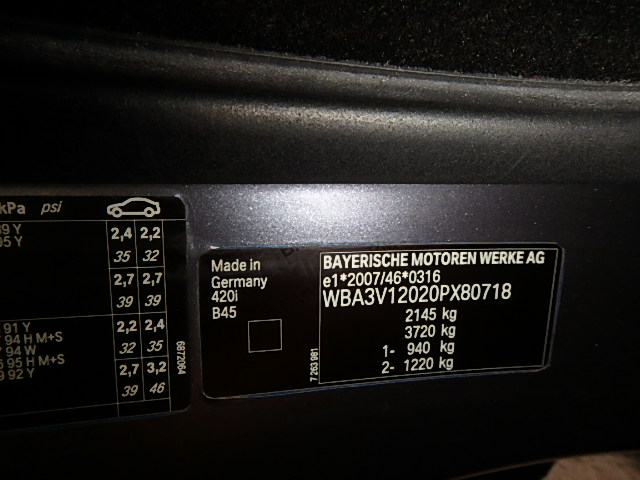 kPa psi
9 Y
95 Y
2,4 2,2
35 32
2,7 2,7
39 39
91 Y
94 H M+S
94 W
95 H M+S
92 Y
2,2 2,4
32 35
2,7 3,2
39 46
6872064
Made in
Germany
420i
B45
7 263 981
BAYERISCHE MOTOREN WERKE AG
e1*2007/46*0316
WBA3V12020PX80718
2145 kg
3720 kg
1- 940 kg
2- 1220 kg